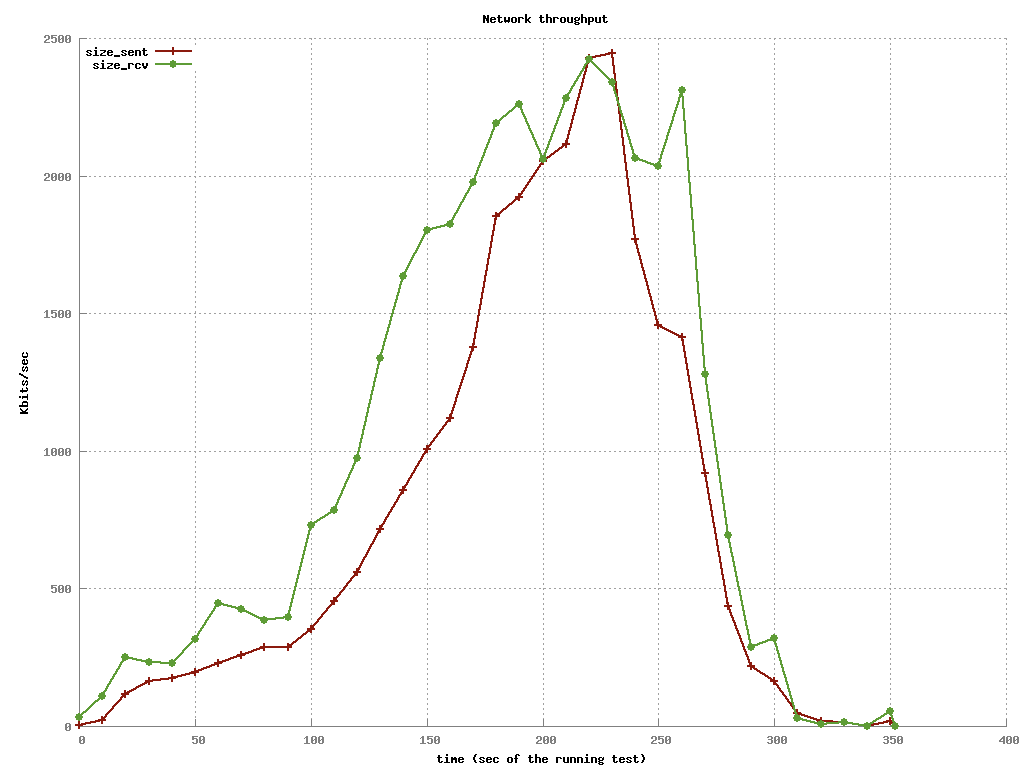 Network throughput
size_sent
size_rcv
2500
2000
1500
1000
500
0
Kbits/sec
0 50 100 150 200 250 300 350 400
time (sec of the running test)